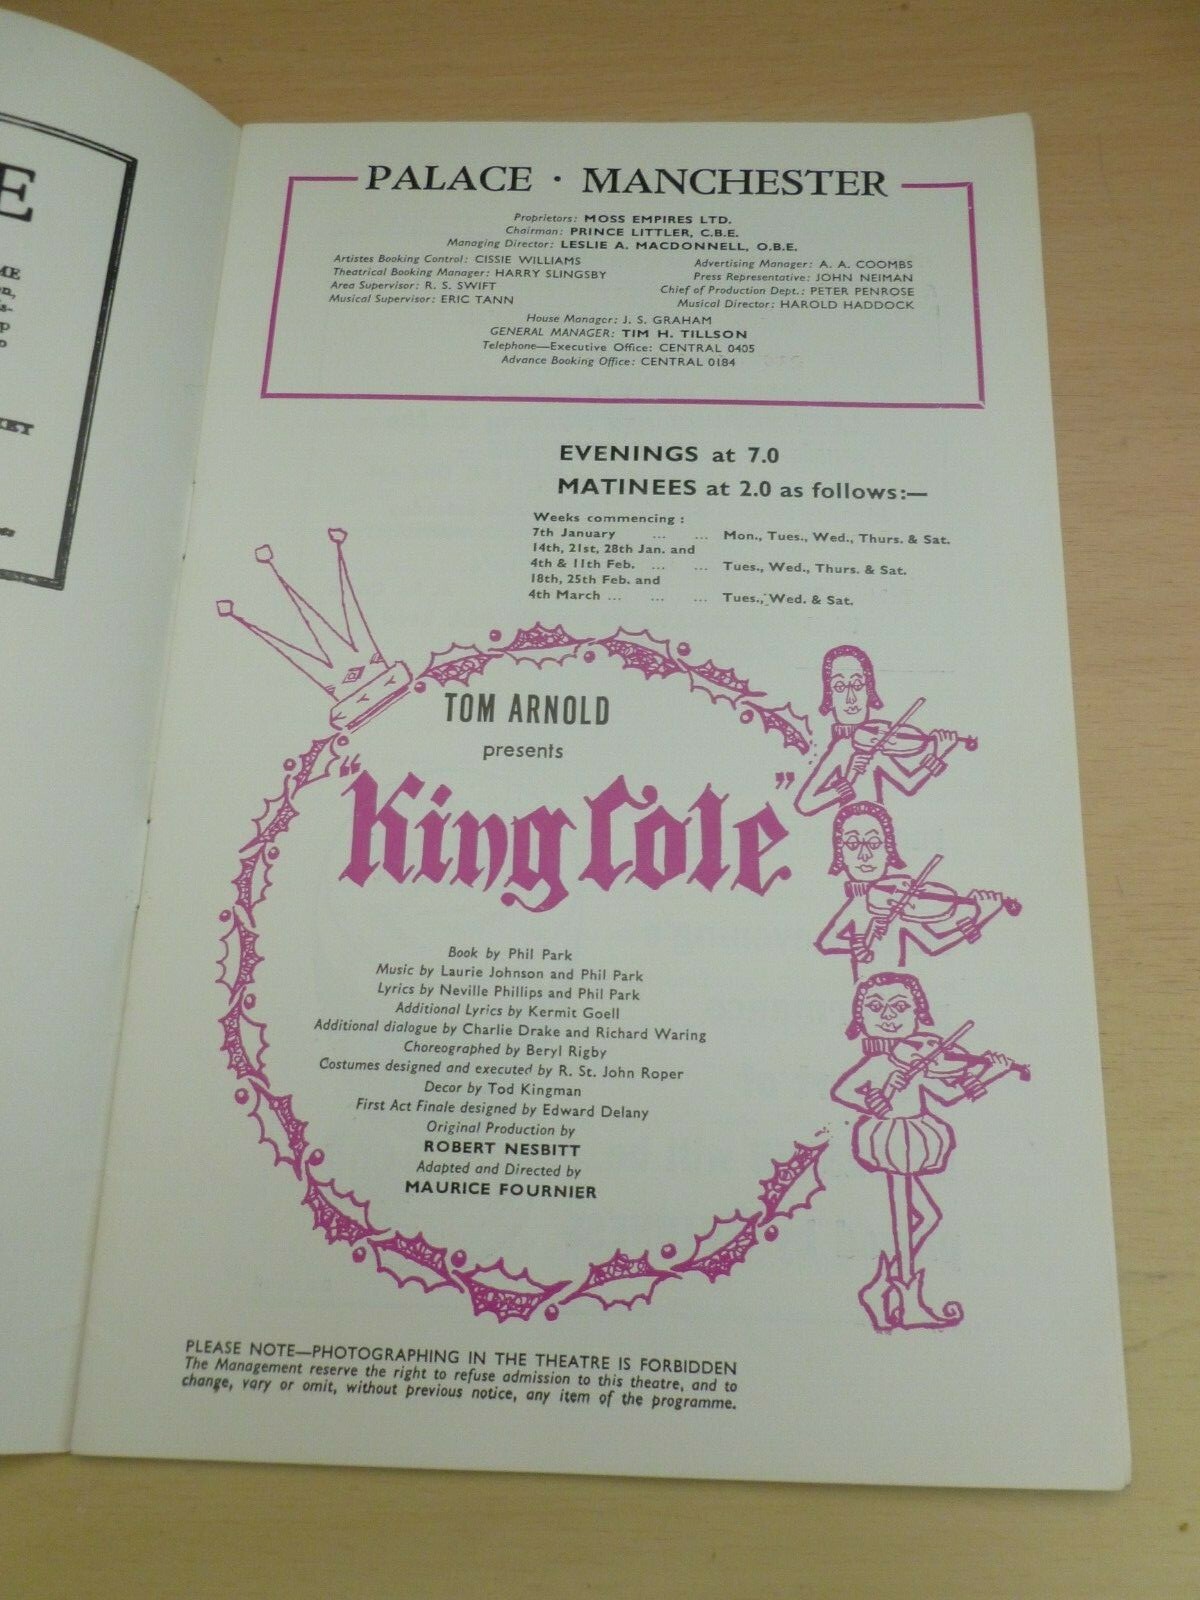 E
ME
PALACE · MANCHESTER
Proprietors: MOSS EMPIRES LTD.
Chairman: PRINCE LITTLER, C.B.E.
Managing Director: LESLIE A. MACDONNELL, O.B.E.
Artistes Booking Control: CISSIE WILLIAMS
Theatrical Booking Manager: HARRY SLINGSBY
Area Supervisor: R. S. SWIFT
Musical Supervisor: ERIC TANN
Advertising Manager: A. A. COOMBS
Press Representative: JOHN NEIMAN
Chief of Production Dept.: PETER PENROSE
Musical Director: HAROLD HADDOCK
House Manager: J. S. GRAHAM
GENERAL MANAGER: TIM H. TILLSON
Telephone—Executive Office: CENTRAL 0405
Advance Booking Office: CENTRAL 0184
EVENINGS at 7.0
MATINEES at 2.0 as follows:—
Weeks commencing :
7th January ... ... Mon., Tues., Wed., Thurs. & Sat.
14th, 21st, 28th Jan. and
4th & 11th Feb. ... ... Tues., Wed., Thurs. & Sat.
18th, 25th Feb. and
4th March ... ... ... Tues., Wed. & Sat.
TOM ARNOLD
presents
"King Cole"
Book by Phil Park
Music by Laurie Johnson and Phil Park
Lyrics by Neville Phillips and Phil Park
Additional Lyrics by Kermit Goell
Additional dialogue by Charlie Drake and Richard Waring
Choreographed by Beryl Rigby
Costumes designed and executed by R. St. John Roper
Decor by Tod Kingman
First Act Finale designed by Edward Delany
Original Production by
ROBERT NESBITT
Adapted and Directed by
MAURICE FOURNIER
PLEASE NOTE—PHOTOGRAPHING IN THE THEATRE IS FORBIDDEN
The Management reserve the right to refuse admission to this theatre, and to
change, vary or omit, without previous notice, any item of the programme.